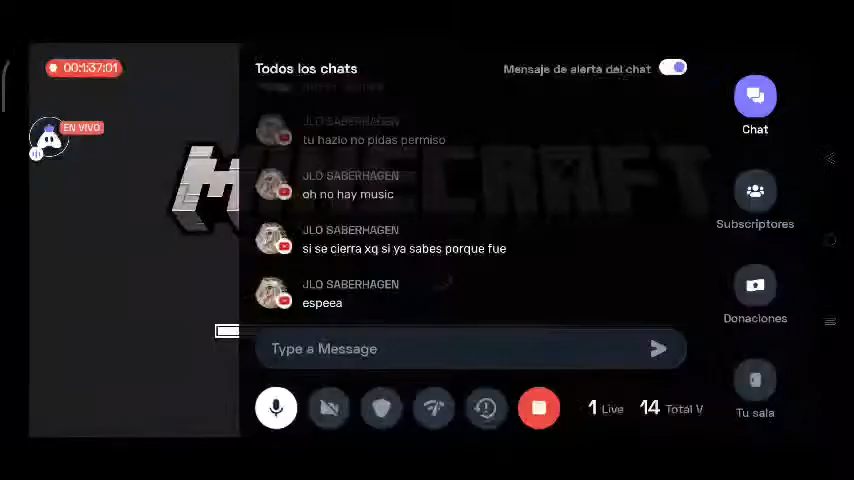 00:1:37:01
EN VIVO
MINECRAFT
Todos los chats
Mensaje de alerta del chat
JLO SABERHAGEN
tu hazlo no pidas permiso
JLO SABERHAGEN
oh no hay music
JLO SABERHAGEN
si se cierra xq si ya sabes porque fue
JLO SABERHAGEN
espeea
Type a Message
1 Live
14 Total V
Chat
Subscriptores
Donaciones
Tu sala